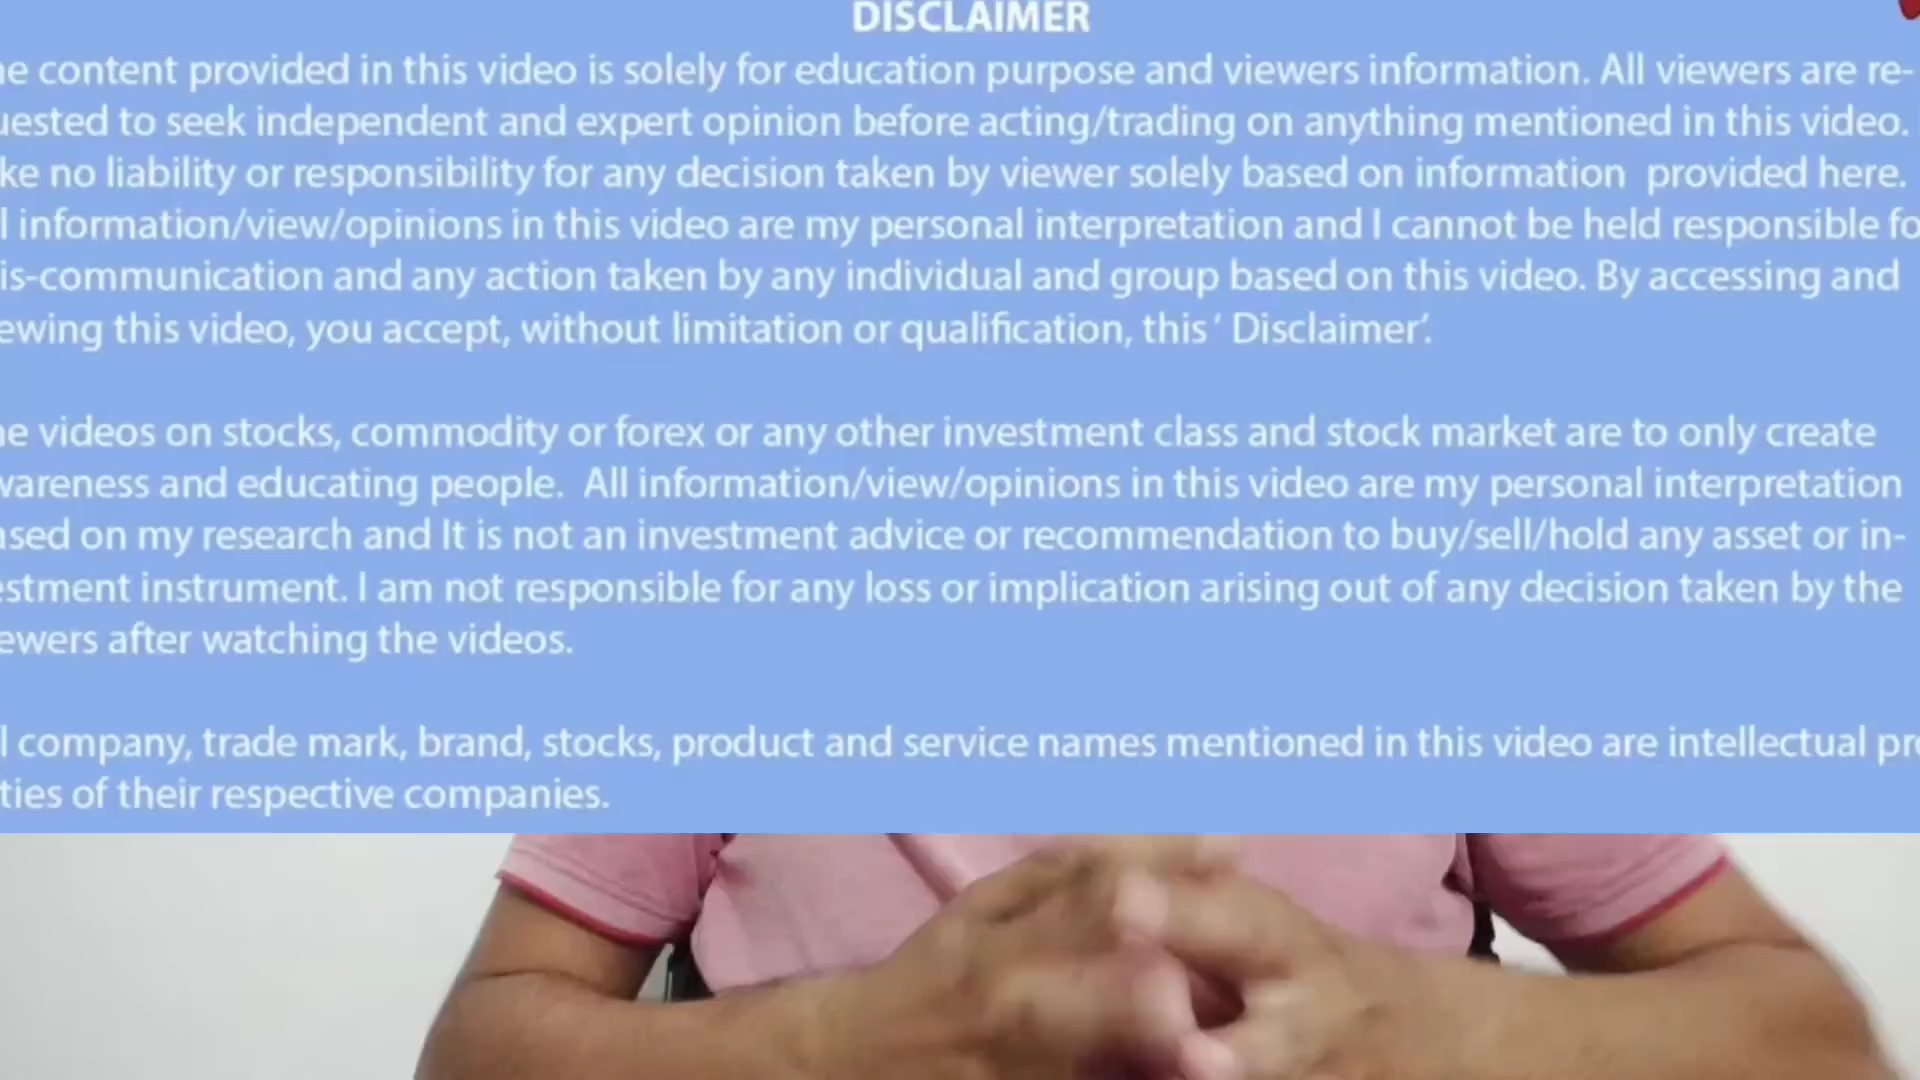 DISCLAIMER
he content provided in this video is solely for education purpose and viewers information. All viewers are re-
uested to seek independent and expert opinion before acting/trading on anything mentioned in this video.
ke no liability or responsibility for any decision taken by viewer solely based on information provided here.
l information/view/opinions in this video are my personal interpretation and I cannot be held responsible fo
is-communication and any action taken by any individual and group based on this video. By accessing and
ewing this video, you accept, without limitation or qualification, this ‘ Disclaimer’.
he videos on stocks, commodity or forex or any other investment class and stock market are to only create
wareness and educating people. All information/view/opinions in this video are my personal interpretation
ased on my research and It is not an investment advice or recommendation to buy/sell/hold any asset or in-
estment instrument. I am not responsible for any loss or implication arising out of any decision taken by the
ewers after watching the videos.
l company, trade mark, brand, stocks, product and service names mentioned in this video are intellectual pro
ties of their respective companies.